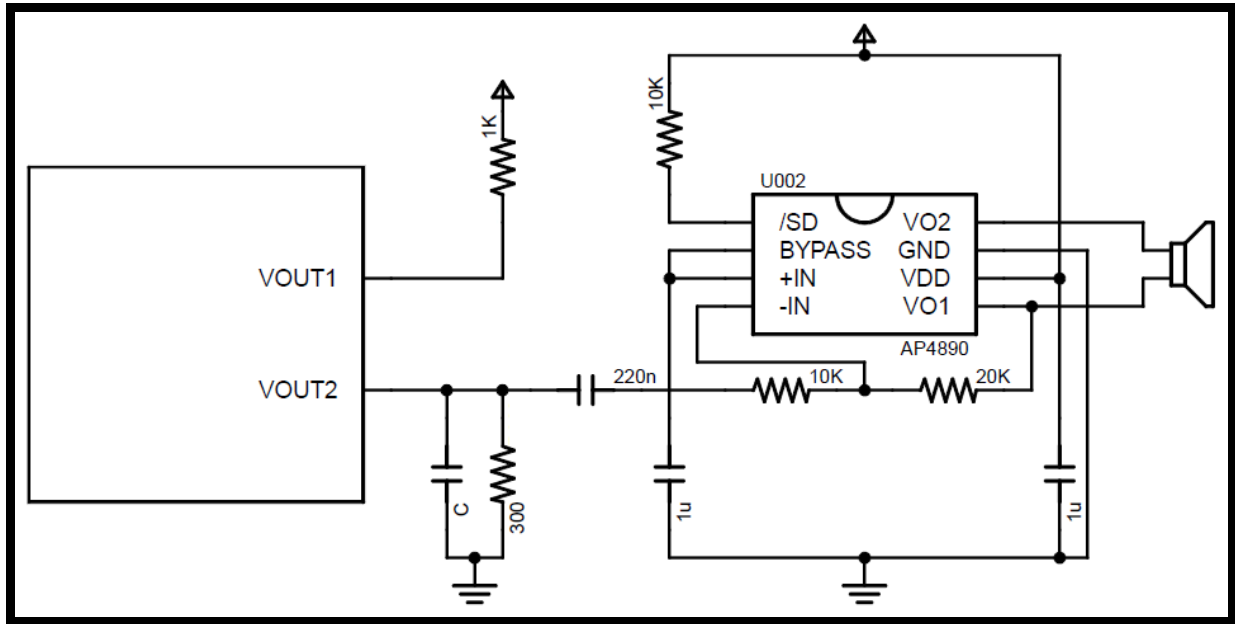 10K
1K
U002
/SD VO2
BYPASS GND
VOUT1
+IN VDD
-IN VO1
AP4890
VOUT2
220n
10K
20K
C
300
1u
1u